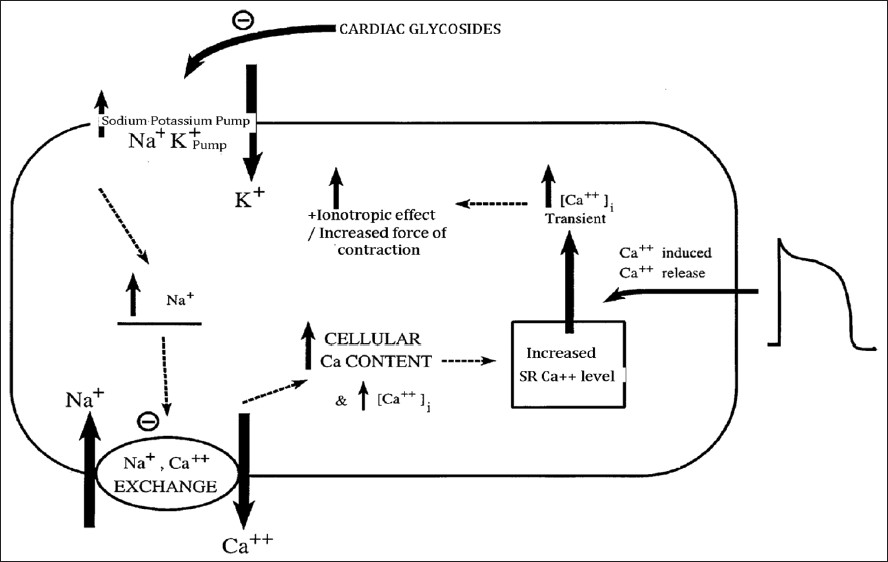 ⊖
CARDIAC GLYCOSIDES
Sodium-Potassium Pump
Na+ K+ Pump
K+
+Ionotropic effect
/ Increased force of
contraction
[Ca++]i
Transient
Ca++ induced
Ca++ release
Na+
CELLULAR
Ca CONTENT
& [Ca++]i
Increased
SR Ca++ level
Na+
⊖
Na+, Ca++
EXCHANGE
Ca++